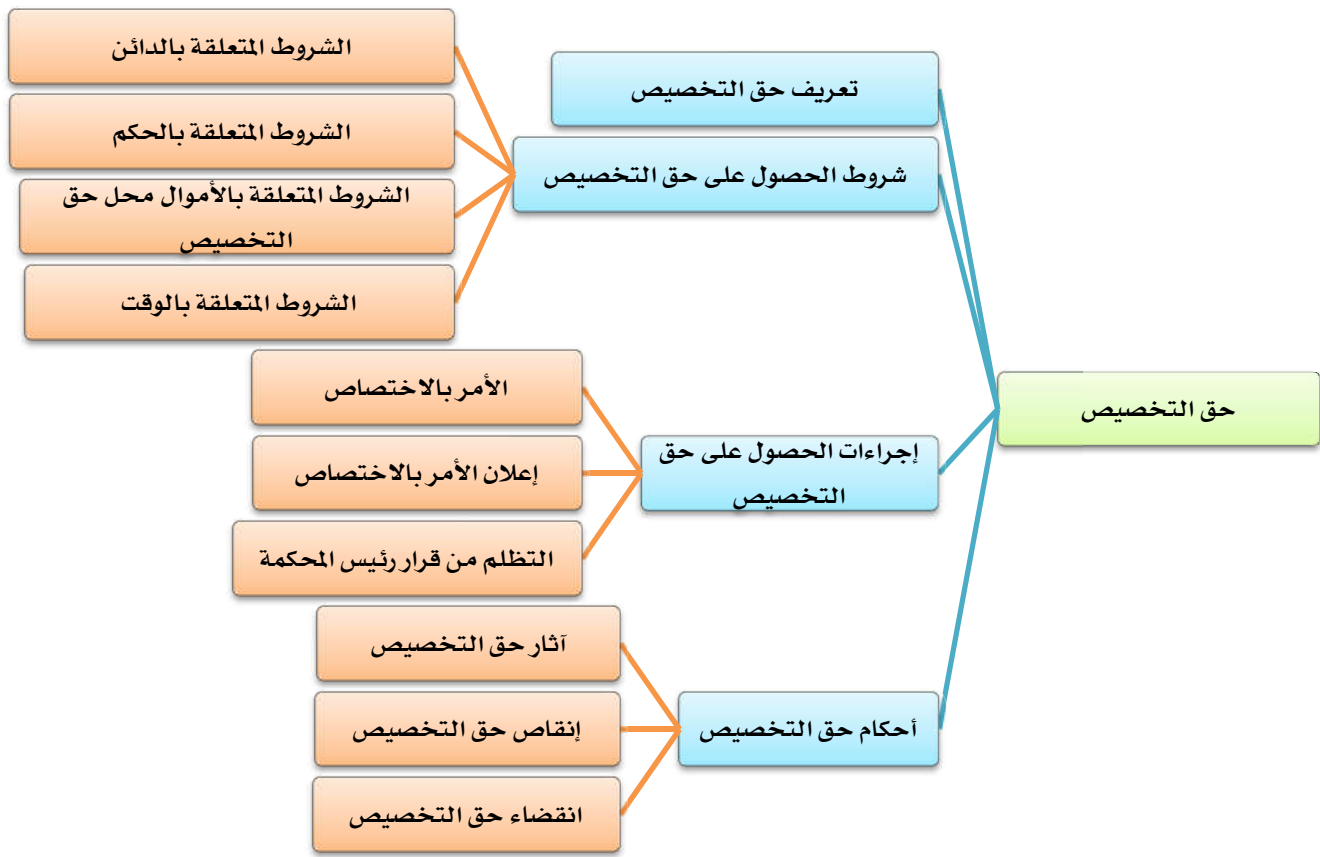 حق التخصيص
تعريف حق التخصيص
شروط الحصول على حق التخصيص
الشروط المتعلقة بالدائن
الشروط المتعلقة بالحكم
الشروط المتعلقة بالأموال محل حق
التخصيص
الشروط المتعلقة بالوقت
إجراءات الحصول على حق
التخصيص
الأمر بالاختصاص
إعلان الأمر بالاختصاص
التظلم من قرار رئيس المحكمة
أحكام حق التخصيص
آثار حق التخصيص
إنقاص حق التخصيص
انقضاء حق التخصيص